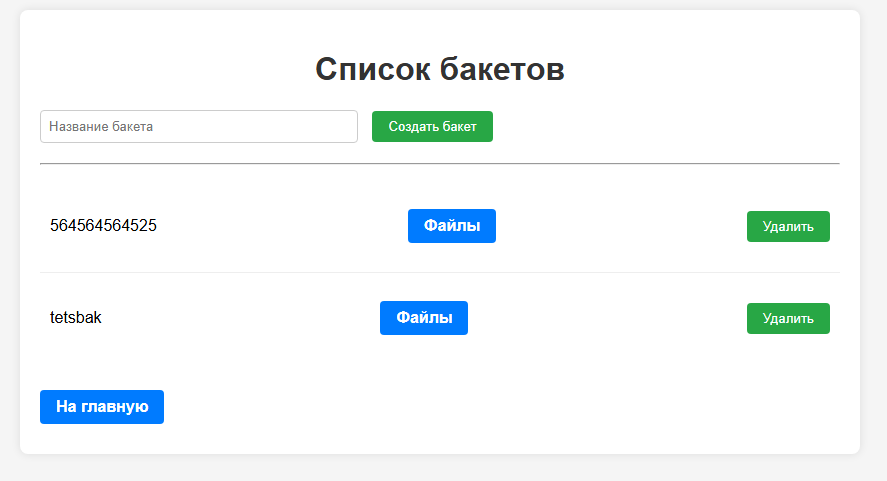 Список бакетов
Название бакета Создать бакет
564564564525 Файлы Удалить
tetsbak Файлы Удалить
На главную